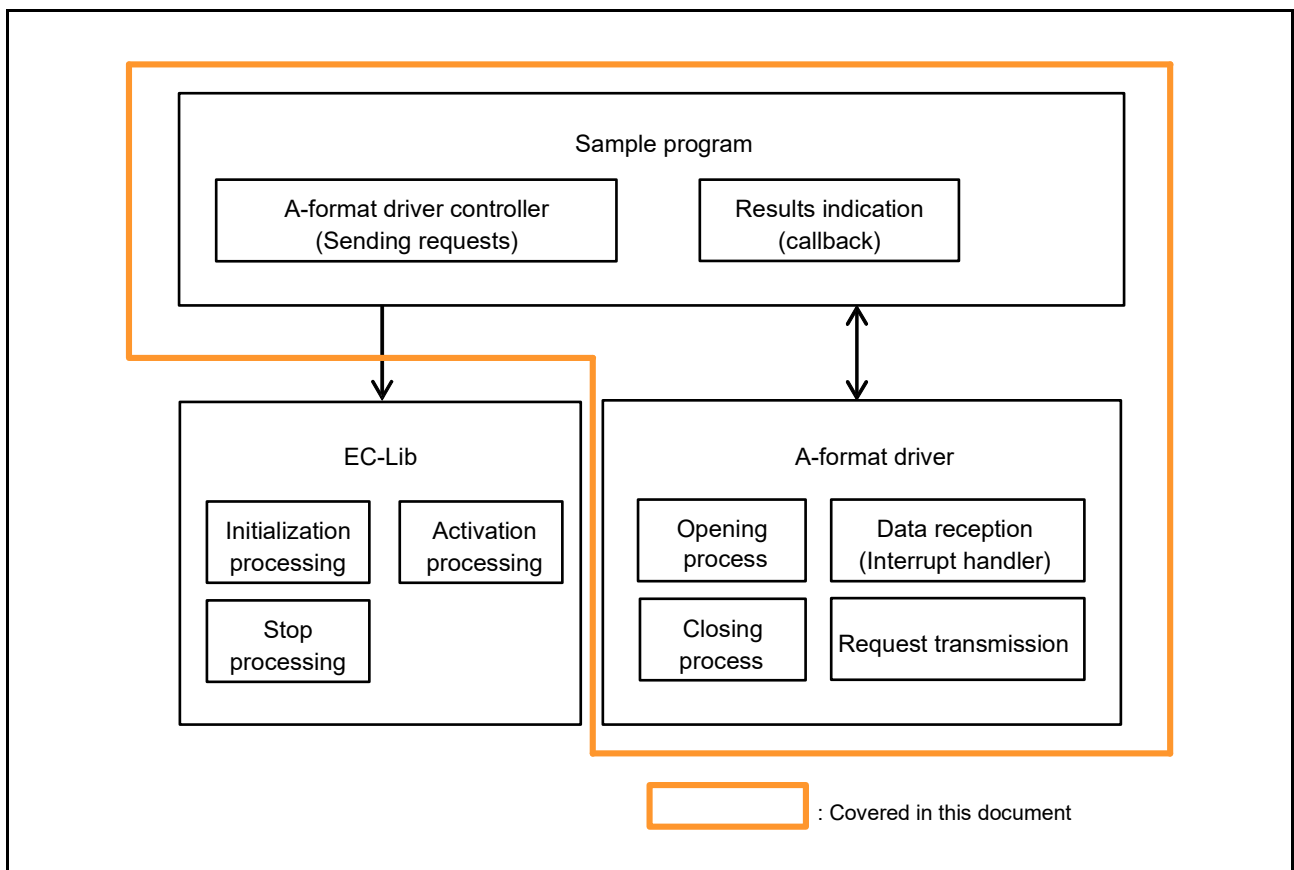 Sample program
A-format driver controller
(Sending requests)
Results indication
(callback)
EC-Lib
Initialization
processing
Activation
processing
Stop
processing
A-format driver
Opening
process
Data reception
(Interrupt handler)
Closing
process
Request transmission
: Covered in this document